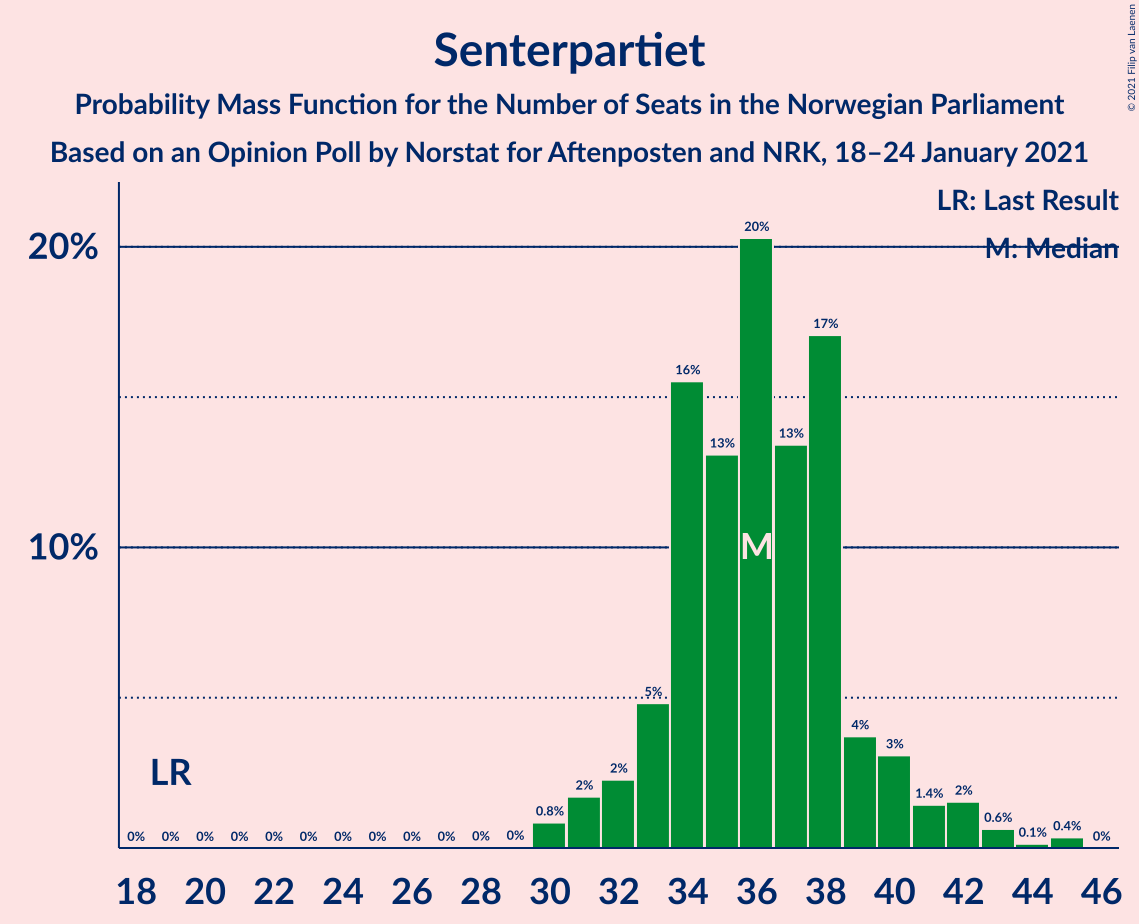 Senterpartiet
Probability Mass Function for the Number of Seats in the Norwegian Parliament
Based on an Opinion Poll by Norstat for Aftenposten and NRK, 18–24 January 2021
© 2021 Filip van Laenen
LR: Last Result
M: Median
20%
10%
20%
17%
16%
13%
13%
M
5%
4%
3%
2%
2%
0.8%
1.4%
2%
0.6%
0.1%
0.4%
0%
LR
0% 0% 0% 0% 0% 0% 0% 0% 0% 0% 0% 0%
18 20 22 24 26 28 30 32 34 36 38 40 42 44 46